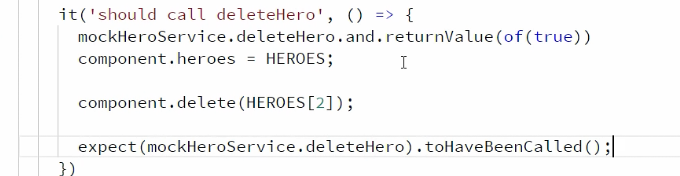 it('should call deleteHero', () => {
mockHeroService.deleteHero.and.returnValue(of(true))
component.heroes = HEROES;
component.delete(HEROES[2]);
expect(mockHeroService.deleteHero).toHaveBeenCalled();
})